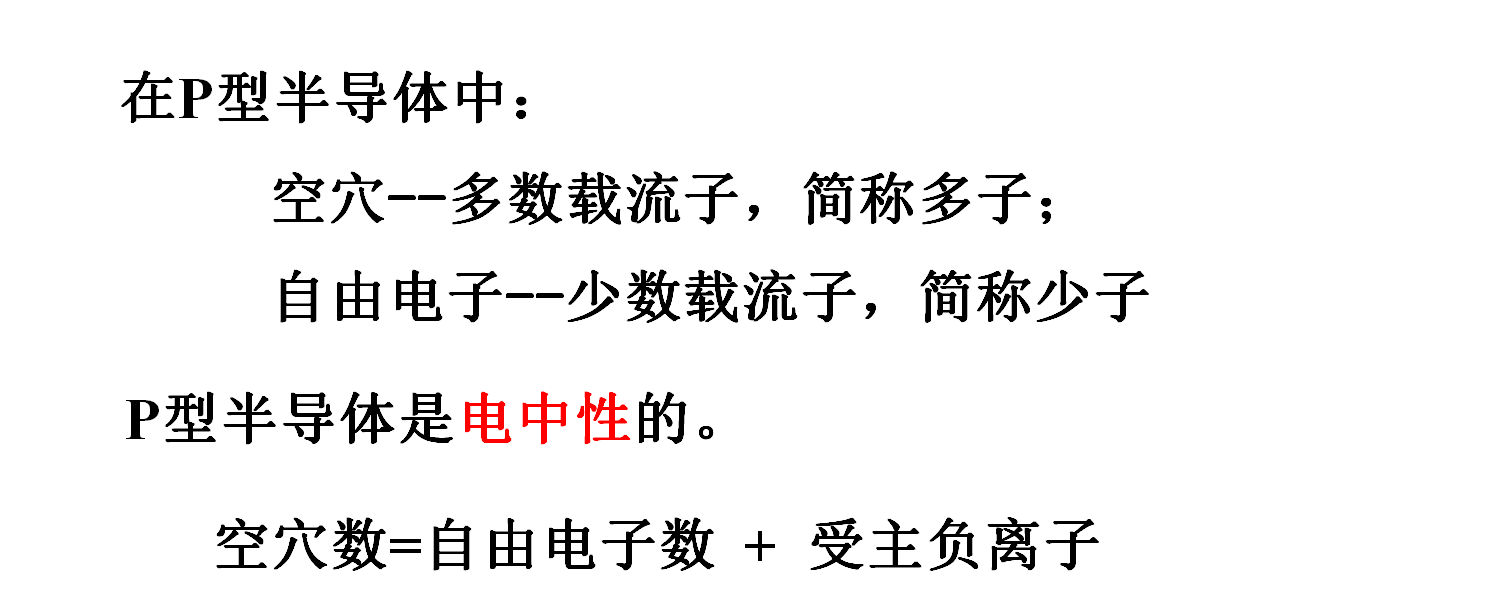 在P型半导体中：
空穴--多数载流子，简称多子；
自由电子--少数载流子，简称少子
P型半导体是电中性的。
空穴数=自由电子数 + 受主负离子